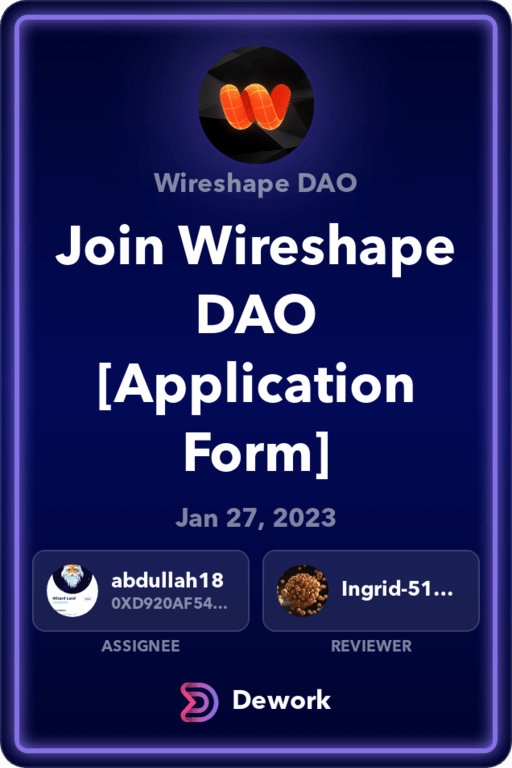 Wireshape DAO
Join Wireshape
DAO
[Application
Form]
Jan 27, 2023
abdullah18
0XD920AF54...
Ingrid-51...
ASSIGNEE
REVIEWER
Dework